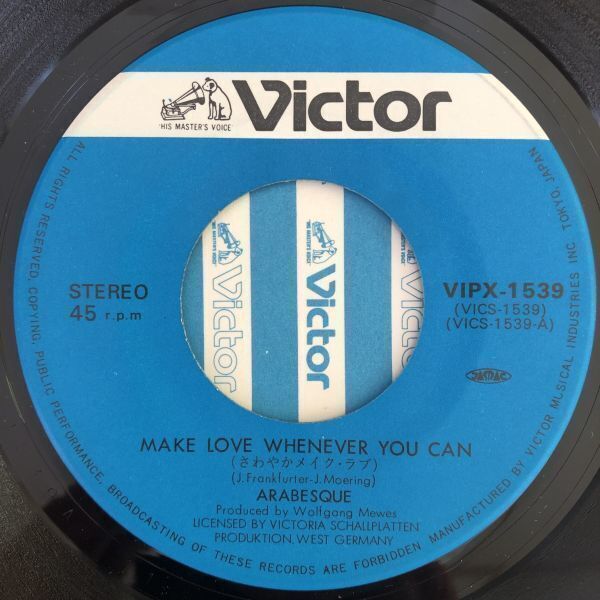 'HIS MASTER'S VOICE'
Victor
STEREO
45 r.p.m
VIPX-1539
(VICS-1539)
(VICS-1539-A)
JASRAC
Victor
Victor
Victor
MAKE LOVE WHENEVER YOU CAN
(さわやかメイク・ラブ)
(J.Frankfurter-J.Moering)
ARABESQUE
Produced by Wolfgang Mewes
LICENSED BY VICTORIA SCHALLPLATTEN
PRODUKTION, WEST GERMANY
ALL RIGHTS RESERVED, COPYING, PUBLIC PERFORMANCE, BROADCASTING OF THESE RECORDS ARE FORBIDDEN MANUFACTURED BY VICTOR MUSICAL INDUSTRIES INC TOKYO, JAPAN